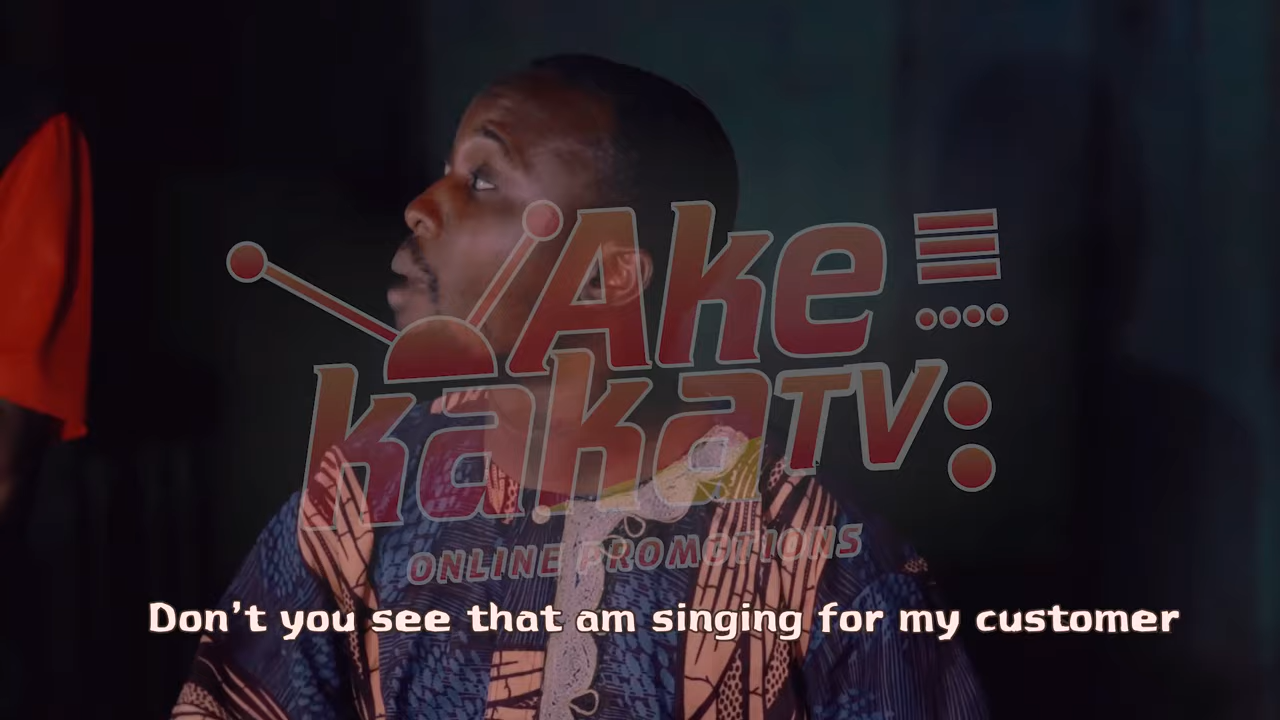 Ake
kaka TV
ONLINE PROMOTIONS
Don't you see that am singing for my customer